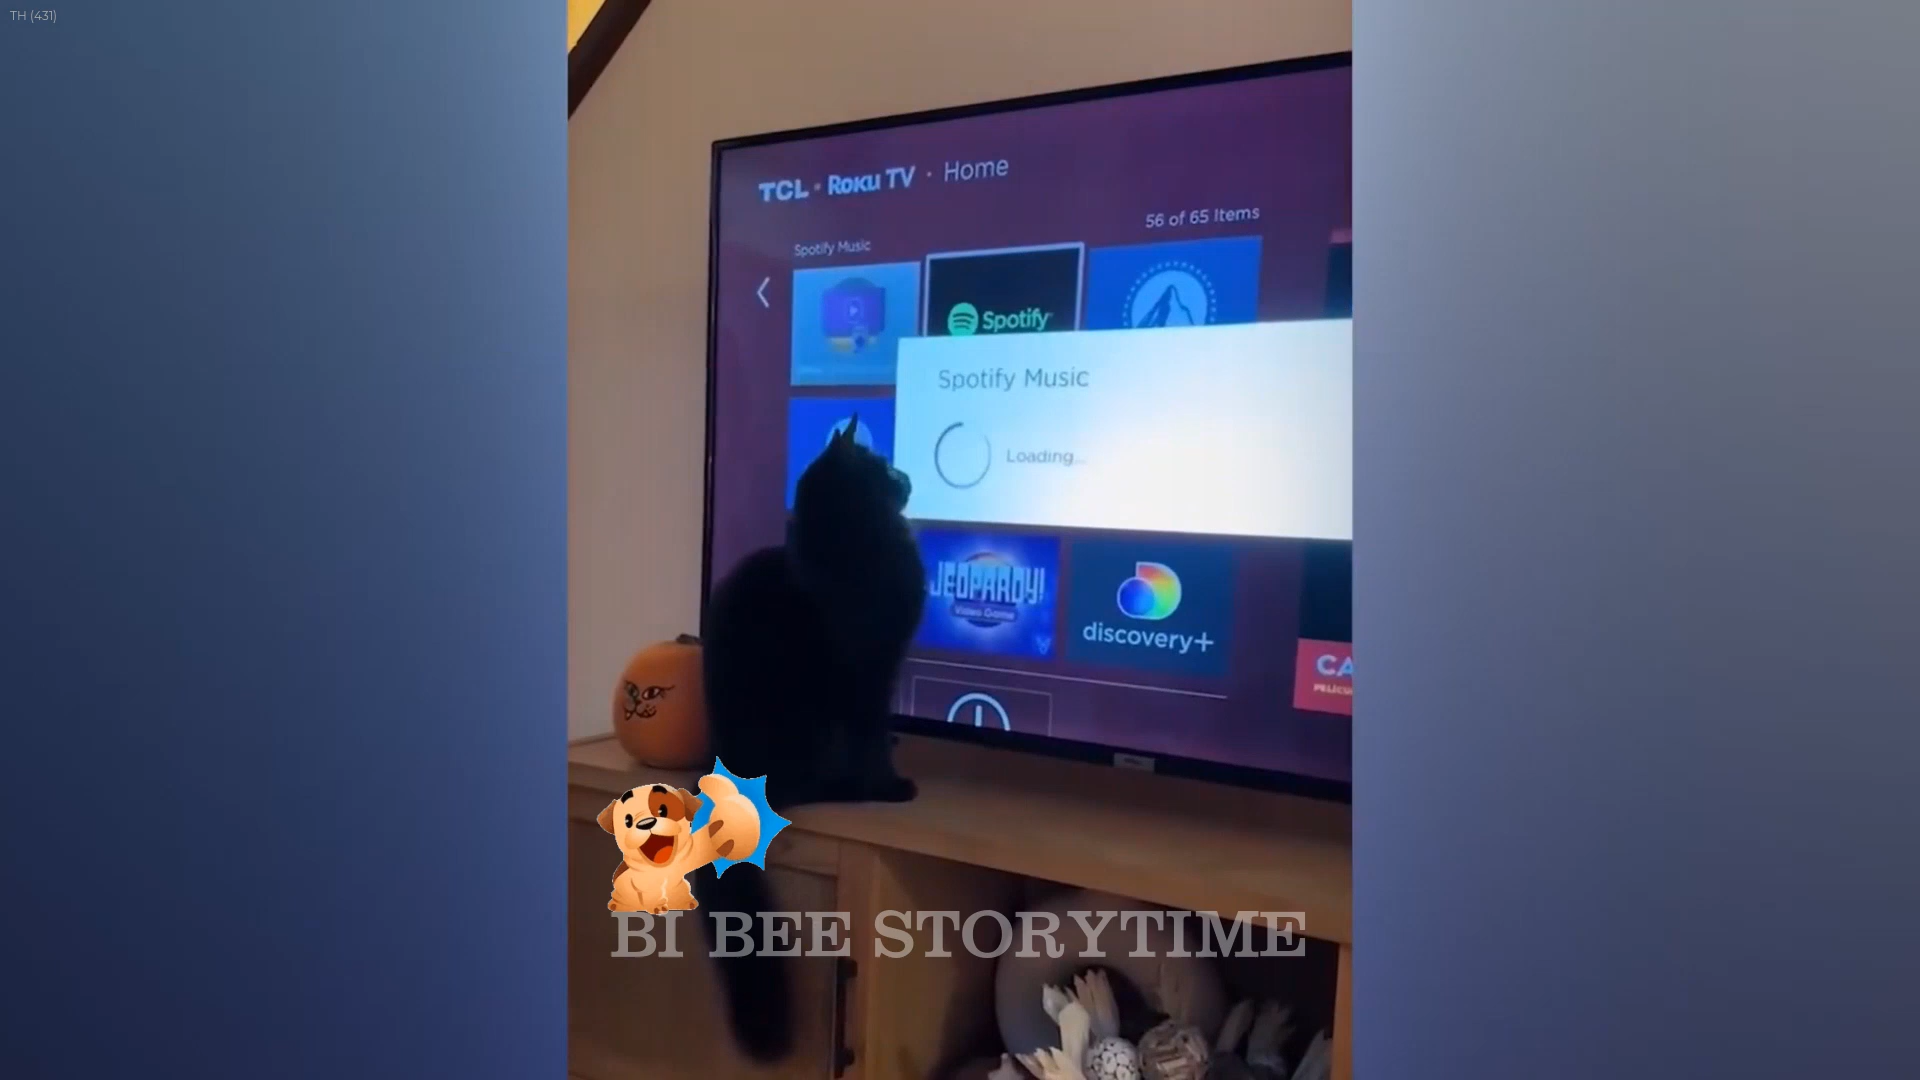 TH (431)
TCL • Roku TV • Home
56 of 65 Items
Spotify Music
Spotify
Spotify Music
Loading...
JEOPARDY!
Video Game
discovery+
CA
BI BEE STORYTIME